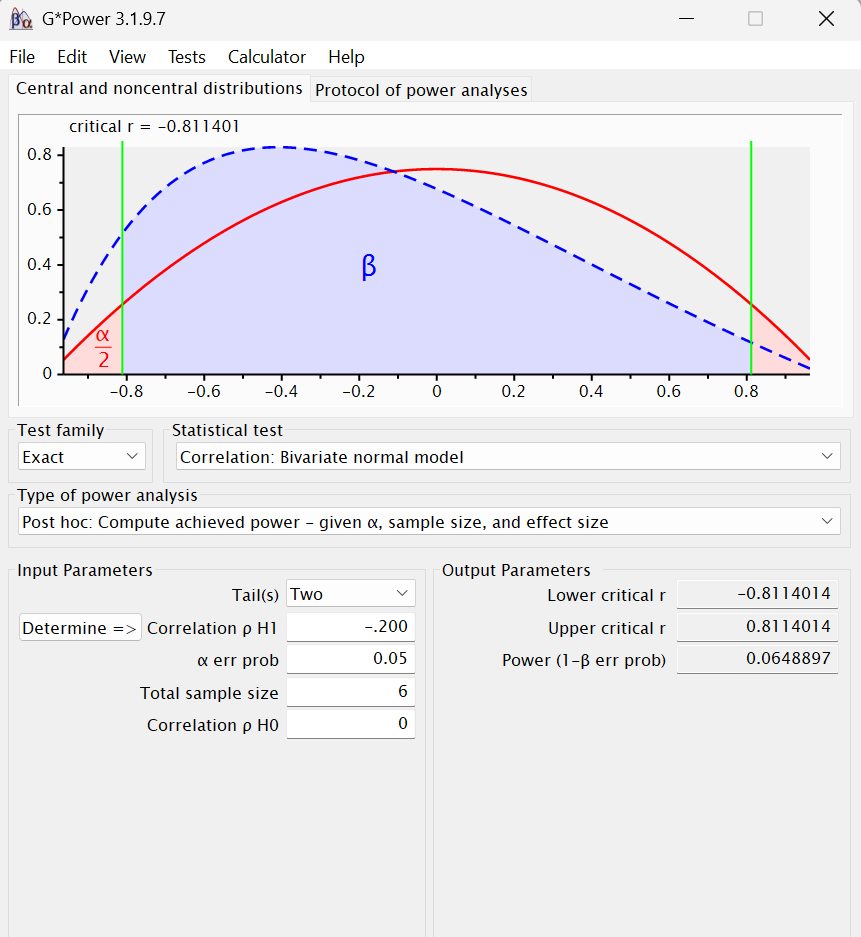 G*Power 3.1.9.7
File Edit View Tests Calculator Help
Central and noncentral distributions Protocol of power analyses
critical r = -0.811401
0.8
0.6
0.4
0.2
0
β
α
2
-0.8 -0.6 -0.4 -0.2 0 0.2 0.4 0.6 0.8
Test family
Exact
Statistical test
Correlation: Bivariate normal model
Type of power analysis
Post hoc: Compute achieved power - given α, sample size, and effect size
Input Parameters
Tail(s) Two
Determine => Correlation ρ H1 -.200
α err prob 0.05
Total sample size 6
Correlation ρ H0 0
Output Parameters
Lower critical r -0.8114014
Upper critical r 0.8114014
Power (1-β err prob) 0.0648897